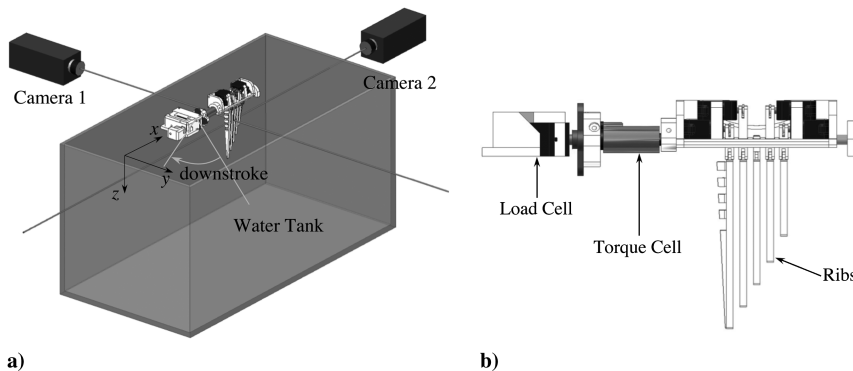 Camera 1
Camera 2
x
downstroke
y
z
Water Tank
Load Cell
Torque Cell
Ribs
a)
b)